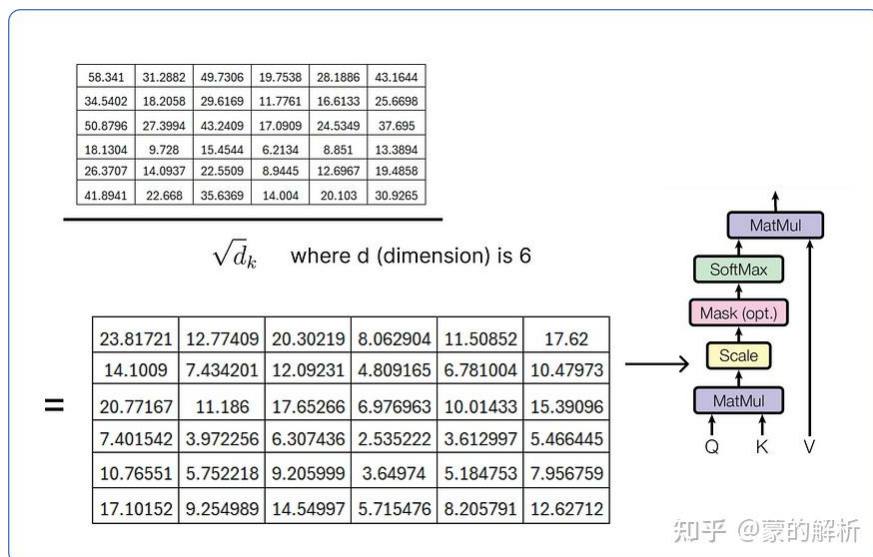 58.341 31.2882 49.7306 19.7538 28.1886 43.1644
34.5402 18.2058 29.6169 11.7761 16.6133 25.6698
50.8796 27.3994 43.2409 17.0909 24.5349 37.695
18.1304 9.728 15.4544 6.2134 8.851 13.3894
26.3707 14.0937 22.5509 8.9445 12.6967 19.4858
41.8941 22.668 35.6369 14.004 20.103 30.9265
√d_k where d (dimension) is 6
=
23.81721 12.77409 20.30219 8.062904 11.50852 17.62
14.1009 7.434201 12.09231 4.809165 6.781004 10.47973
20.77167 11.186 17.65266 6.976963 10.01433 15.39096
7.401542 3.972256 6.307436 2.535222 3.612997 5.466445
10.76551 5.752218 9.205999 3.64974 5.184753 7.956759
17.10152 9.254989 14.54997 5.715476 8.205791 12.62712
MatMul
SoftMax
Mask (opt.)
Scale
MatMul
Q K V
知乎 @蒙的解析